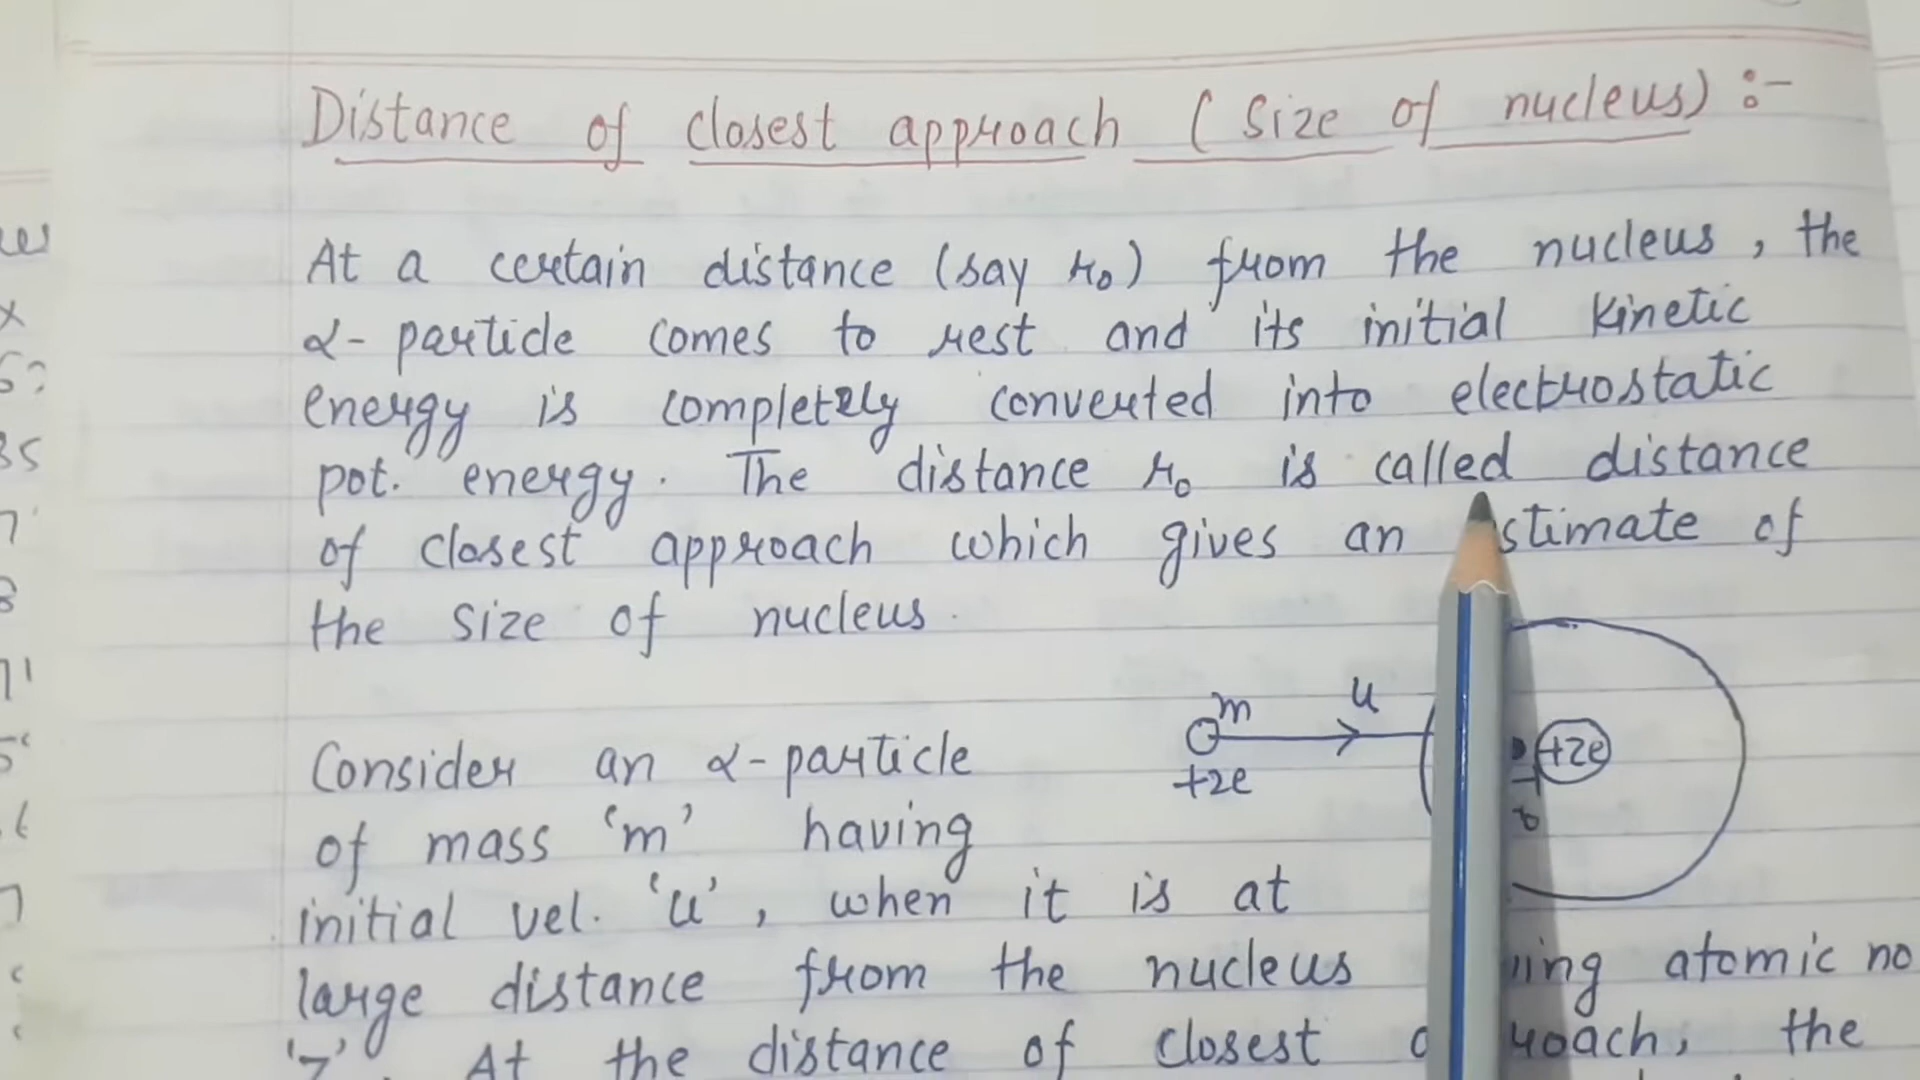 Distance of closest approach (Size of nucleus) :-
At a certain distance (say r₀) from the nucleus, the
α-particle comes to rest and its initial kinetic
energy is completely converted into electrostatic
pot. energy. The distance r₀ is called distance
of closest approach which gives an stimate of
the size of nucleus.
m u
+2e +Ze
Consider an α-particle
of mass 'm' having
initial vel. 'u', when it is at
large distance from the nucleus atomic no
'Z'. At the distance of closest the